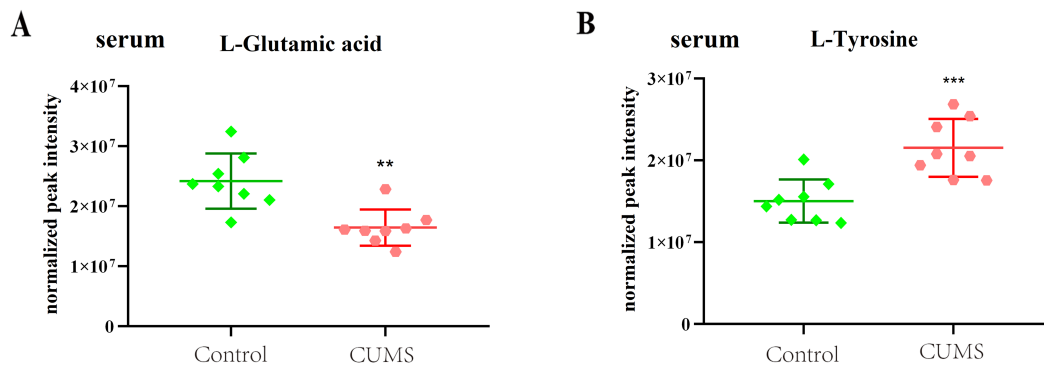 A
serum
L-Glutamic acid
normalized peak intensity
4×10⁷
3×10⁷
2×10⁷
1×10⁷
0
**
Control
CUMS
B
serum
L-Tyrosine
normalized peak intensity
3×10⁷
2×10⁷
1×10⁷
0
***
Control
CUMS